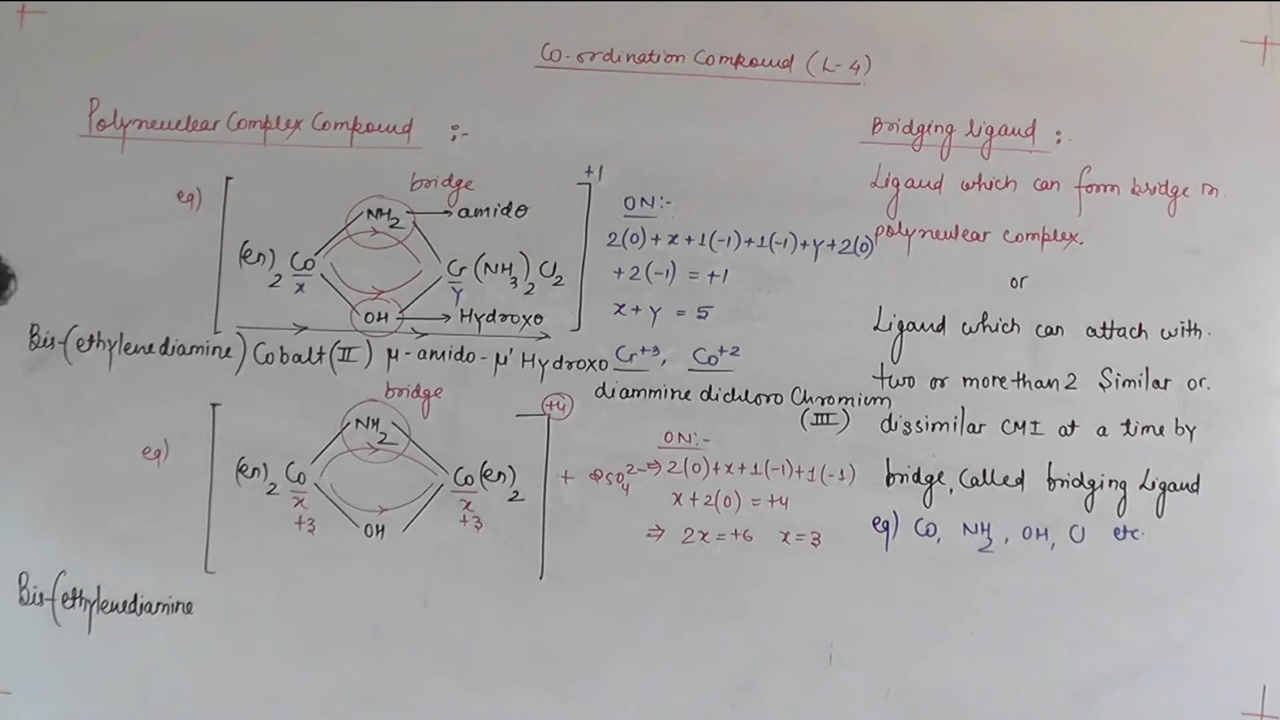 Co-ordination Compound (L-4)
Polyneuclear Complex Compound :-
eg) [ (en)2 Co NH2 OH Cr(NH3)2 Cl2 ]+1
bridge
→ amido
→ Hydroxo
x
y
ON:-
2(0)+x+1(-1)+1(-1)+y+2(0)
+2(-1) = +1
x+y = 5
Cr+3, Co+2
Bis-(ethylenediamine) Cobalt(II) μ-amido-μ' Hydroxo
diammine dichloro Chromium
(III)
bridge
eg) [ (en)2 Co NH2 OH Co(en)2 ]+4
x
+3
x
+3
ON:-
⇒ 2(0)+x+1(-1)+1(-1)
x+2(0) = +4
⇒ 2x=+6 x=3
Bis-(ethylenediamine
Bridging ligand :-
Ligand which can form bridge in
polyneulear complex.
or
Ligand which can attach with.
two or more than 2 Similar or.
dissimilar CMI at a time by
bridge, Called bridging Ligand
eg) CO, NH2, OH, Cl etc.